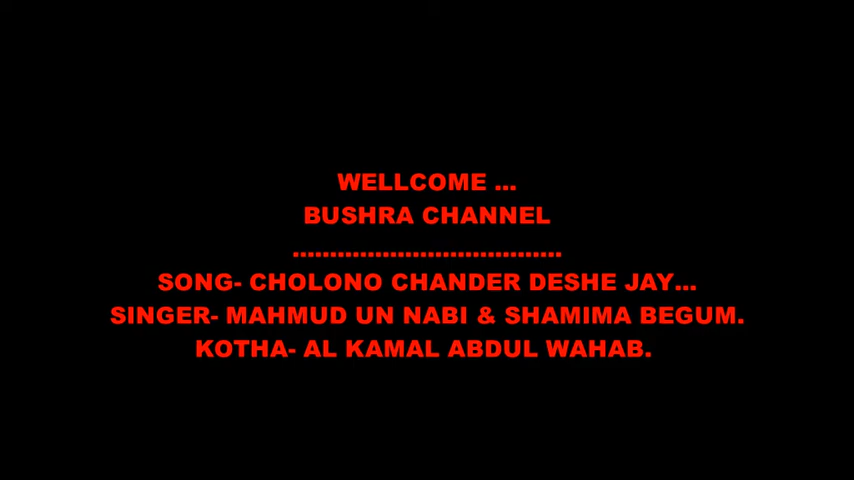 WELLCOME ...
BUSHRA CHANNEL
....................................
SONG- CHOLONO CHANDER DESHE JAY...
SINGER- MAHMUD UN NABI & SHAMIMA BEGUM.
KOTHA- AL KAMAL ABDUL WAHAB.